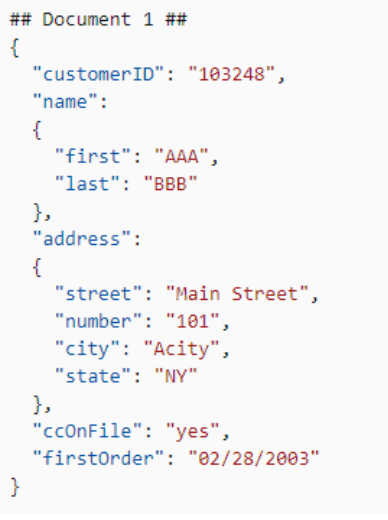 ## Document 1 ##
{
  "customerID": "103248",
  "name":
  {
    "first": "AAA",
    "last": "BBB"
  },
  "address":
  {
    "street": "Main Street",
    "number": "101",
    "city": "Acity",
    "state": "NY"
  },
  "ccOnFile": "yes",
  "firstOrder": "02/28/2003"
}